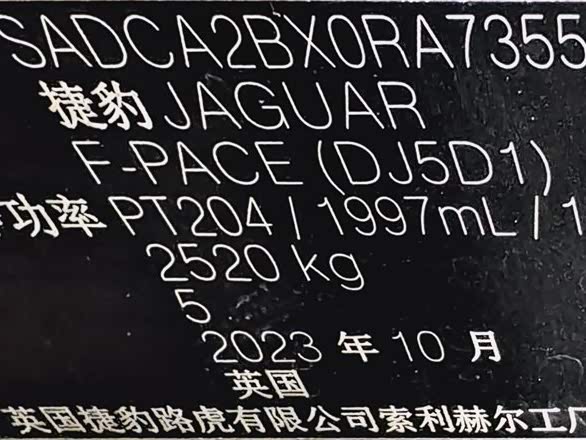 SADCA2BX0RA7355
捷豹 JAGUAR
F-PACE (DJ5D1)
功率 PT204 / 1997mL / 1
2520 kg
5
2023 年 10 月
英国
英国捷豹路虎有限公司索利赫尔工厂